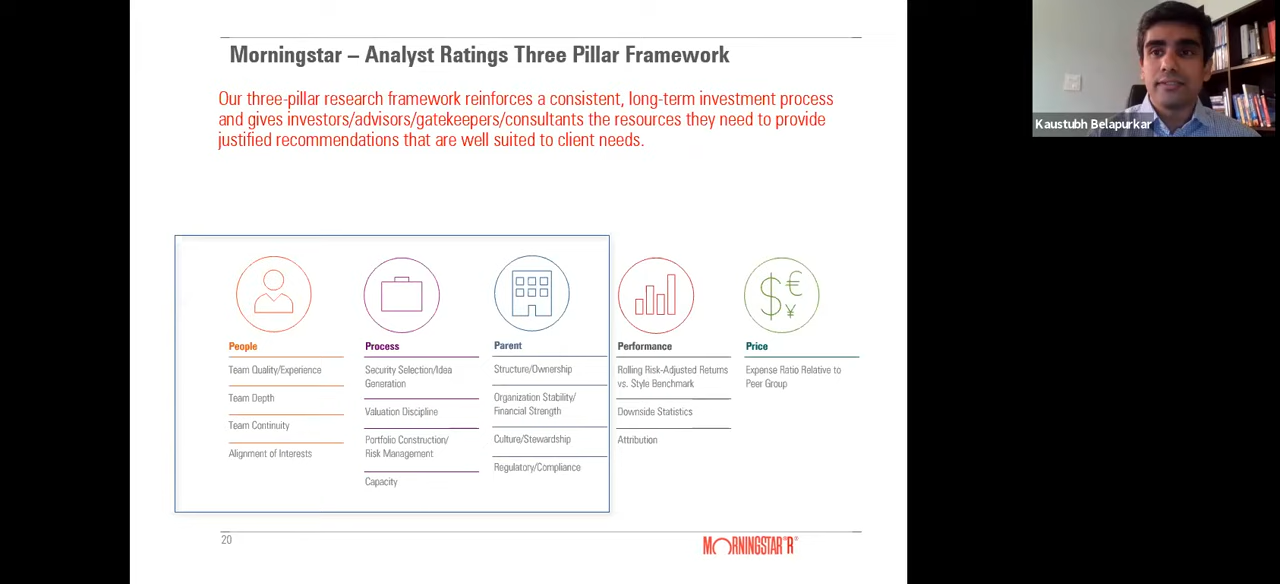 Morningstar – Analyst Ratings Three Pillar Framework
Our three-pillar research framework reinforces a consistent, long-term investment process
and gives investors/advisors/gatekeepers/consultants the resources they need to provide
justified recommendations that are well suited to client needs.
Kaustubh Belapurkar
$ € ¥
People
Team Quality/Experience
Team Depth
Team Continuity
Alignment of Interests
Process
Security Selection/Idea
Generation
Valuation Discipline
Portfolio Construction/
Risk Management
Capacity
Parent
Structure/Ownership
Organization Stability/
Financial Strength
Culture/Stewardship
Regulatory/Compliance
Performance
Rolling Risk-Adjusted Returns
vs. Style Benchmark
Downside Statistics
Attribution
Price
Expense Ratio Relative to
Peer Group
20
MORNINGSTAR®